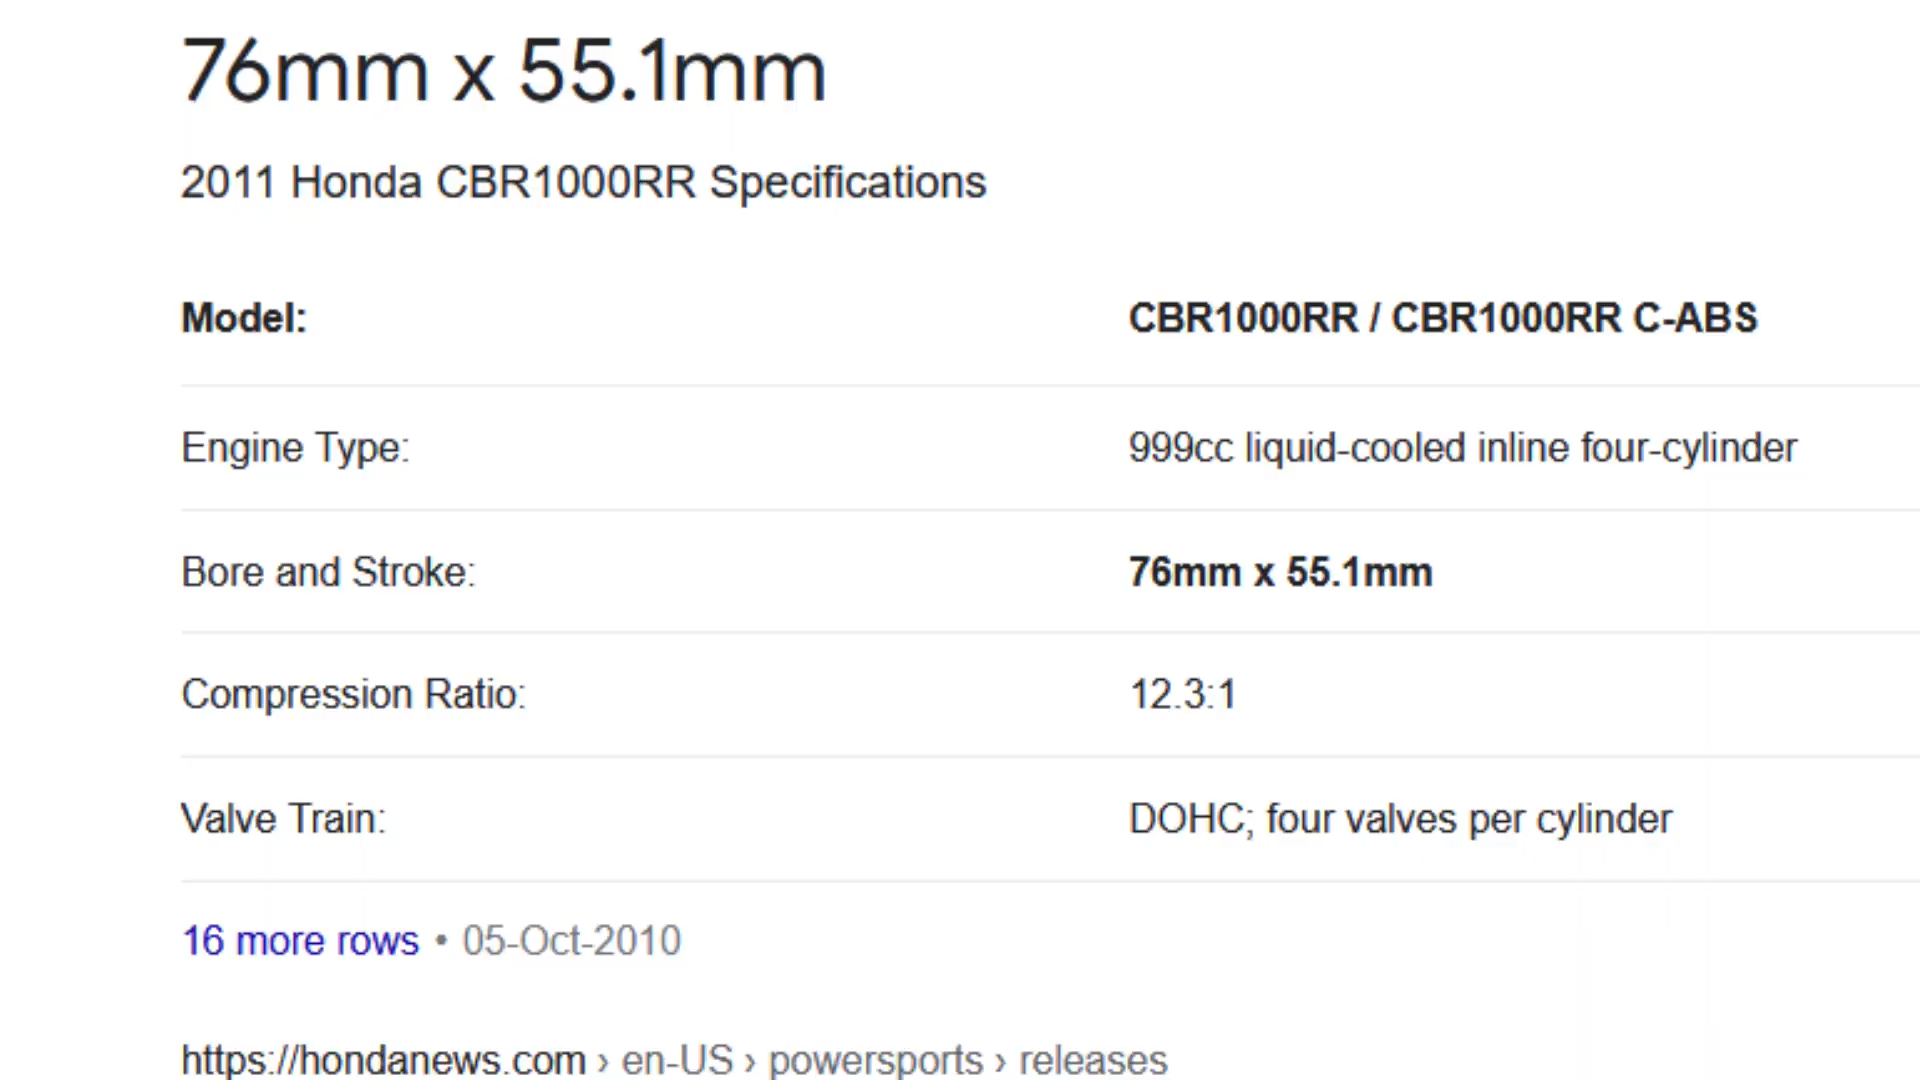 76mm x 55.1mm
2011 Honda CBR1000RR Specifications
Model: CBR1000RR / CBR1000RR C-ABS
Engine Type: 999cc liquid-cooled inline four-cylinder
Bore and Stroke: 76mm x 55.1mm
Compression Ratio: 12.3:1
Valve Train: DOHC; four valves per cylinder
16 more rows • 05-Oct-2010
https://hondanews.com › en-US › powersports › releases